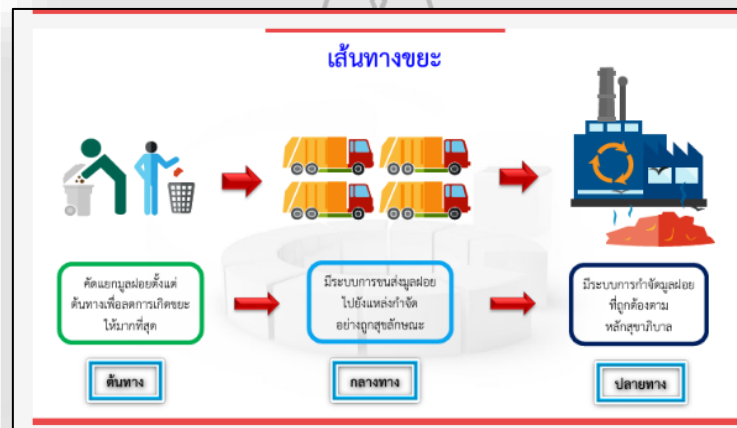 เส้นทางขยะ
คัดแยกมูลฝอยตั้งแต่
ต้นทางเพื่อลดการเกิดขยะ
ให้มากที่สุด
มีระบบการขนส่งมูลฝอย
ไปยังแหล่งกำจัด
อย่างถูกสุขลักษณะ
มีระบบการกำจัดมูลฝอย
ที่ถูกต้องตาม
หลักสุขาภิบาล
ต้นทาง
กลางทาง
ปลายทาง